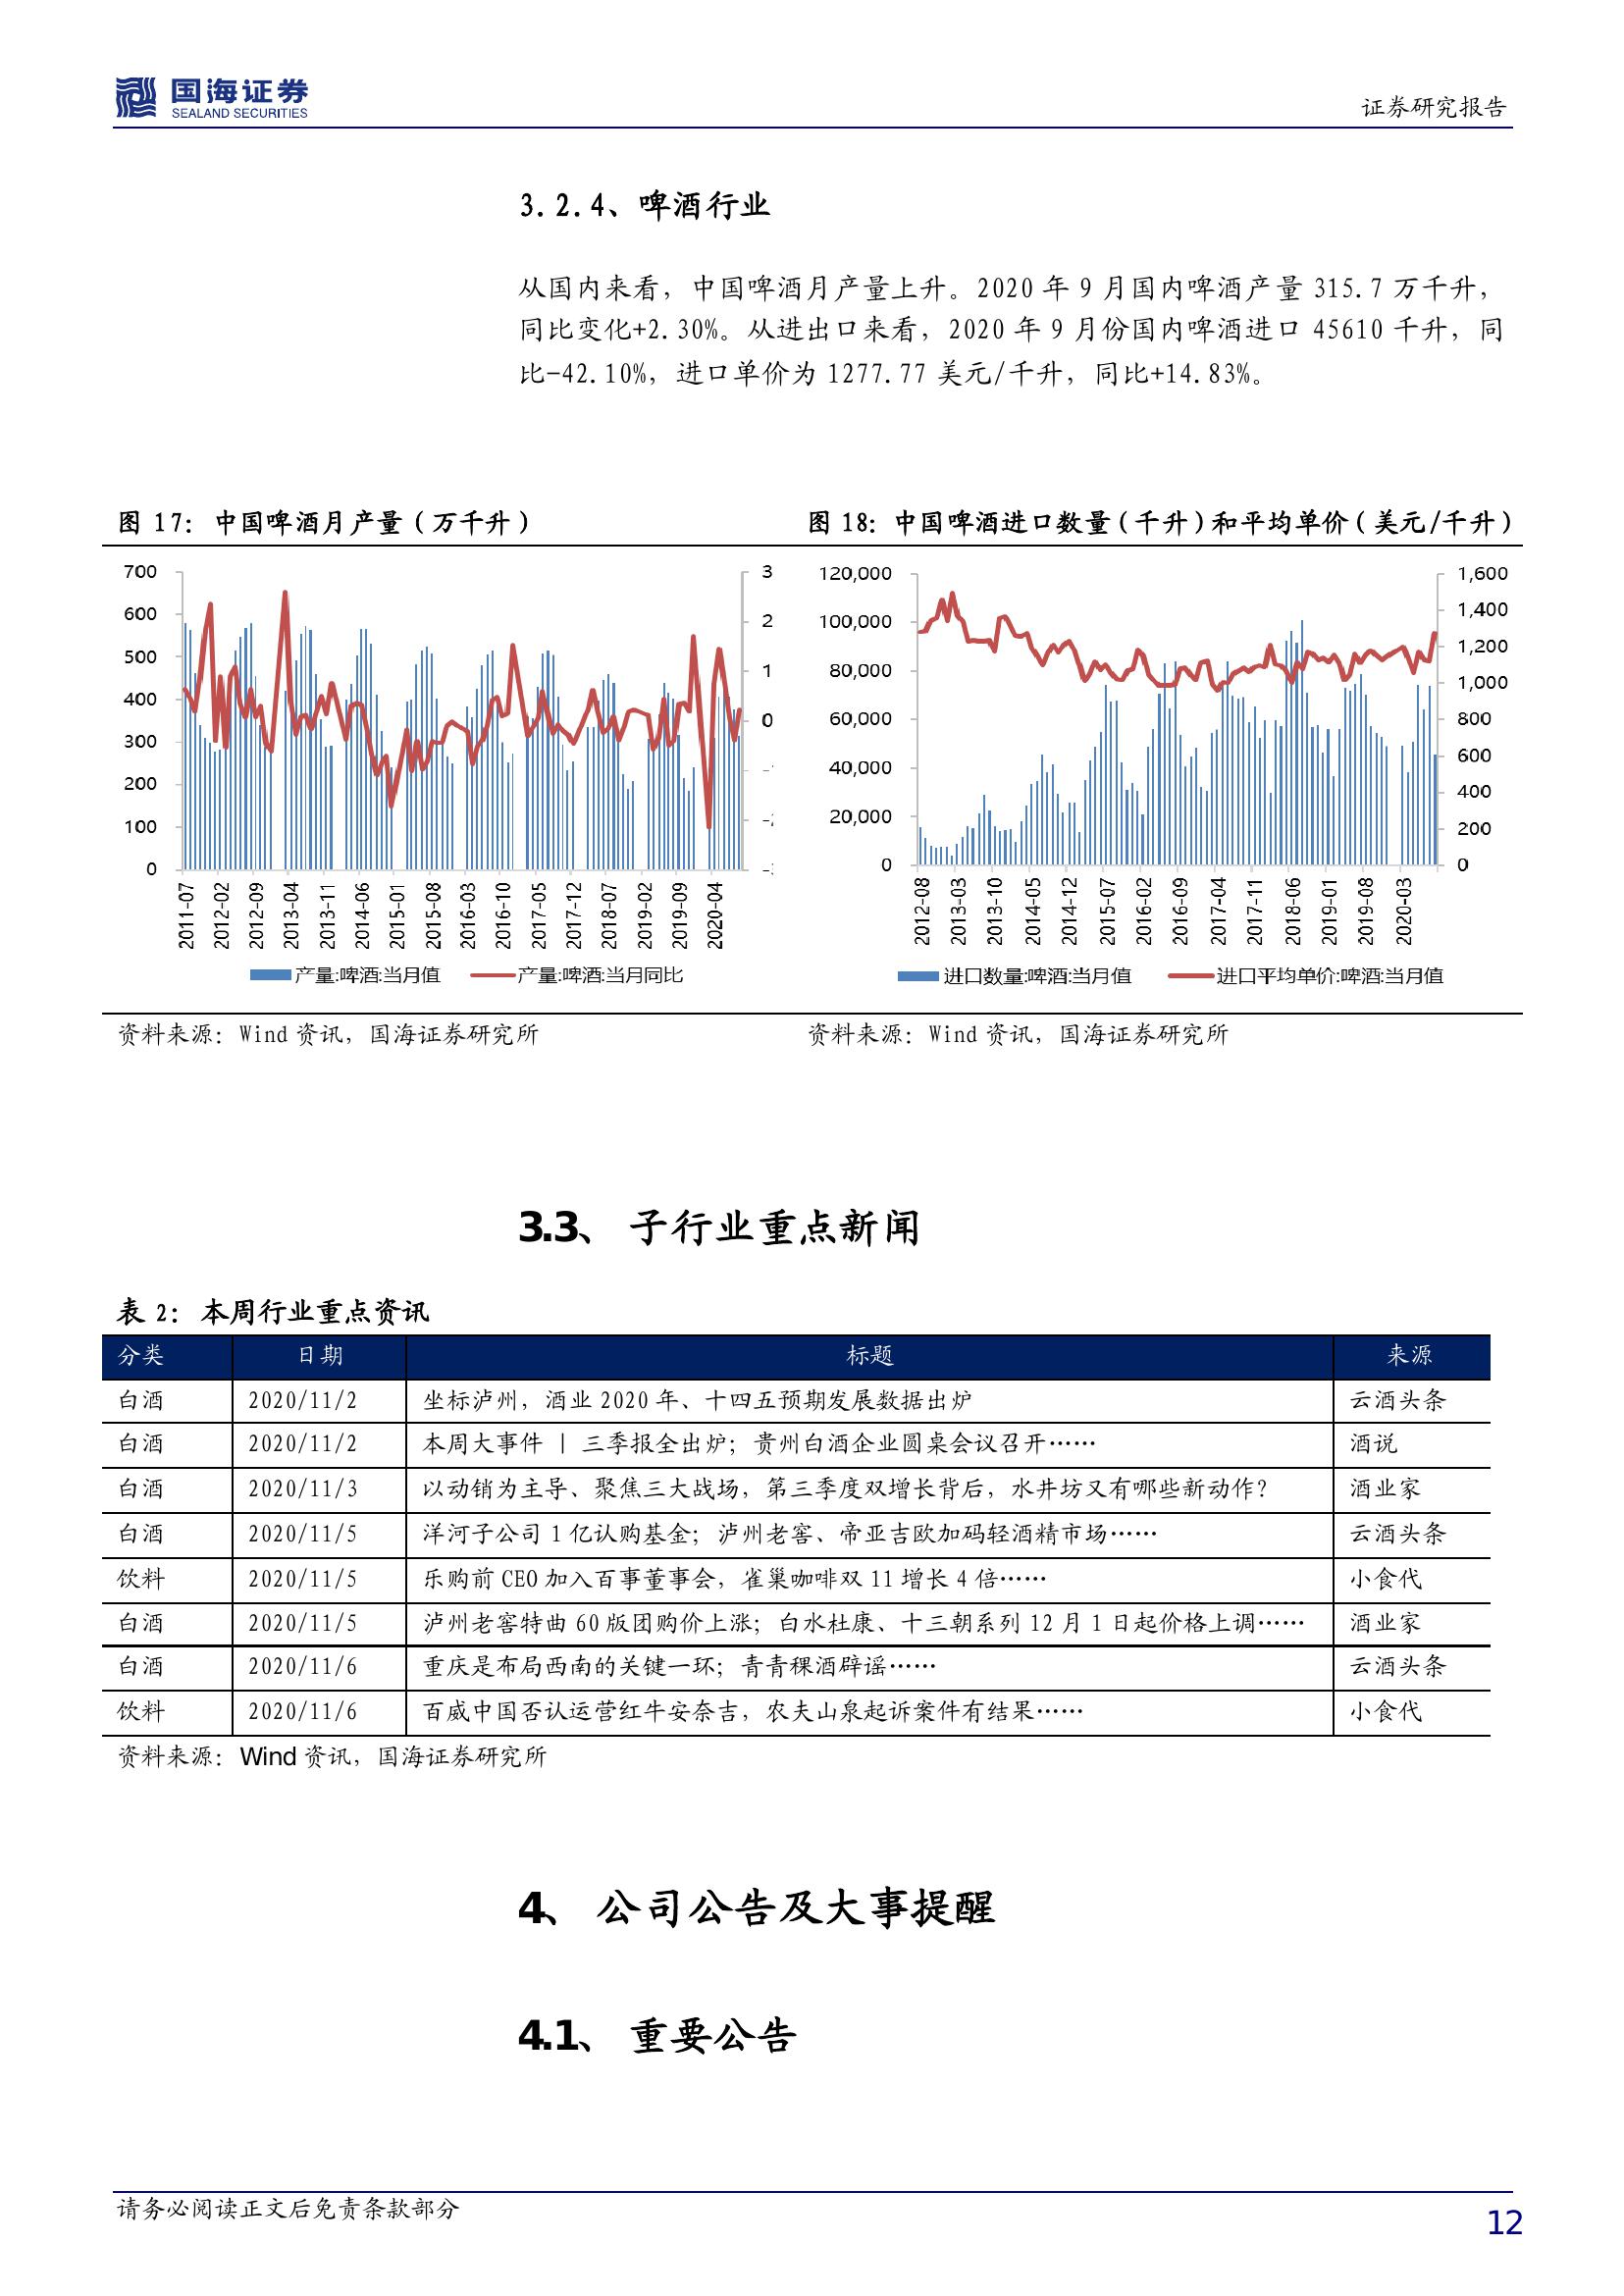 国海证券
SEALAND SECURITIES
证券研究报告
3.2.4、啤酒行业
从国内来看，中国啤酒月产量上升。2020 年 9 月国内啤酒产量 315.7 万千升，
同比变化+2.30%。从进出口来看，2020 年 9 月份国内啤酒进口 45610 千升，同
比-42.10%，进口单价为 1277.77 美元/千升，同比+14.83%。
图 17：中国啤酒月产量（万千升）
700
600
500
400
300
200
100
0
3
2
1
0
2011-07
2012-02
2012-09
2013-04
2013-11
2014-06
2015-01
2015-08
2016-03
2016-10
2017-05
2017-12
2018-07
2019-02
2019-09
2020-04
产量:啤酒:当月值
产量:啤酒:当月同比
图 18：中国啤酒进口数量（千升）和平均单价（美元/千升）
120,000
100,000
80,000
60,000
40,000
20,000
0
1,600
1,400
1,200
1,000
800
600
400
200
0
2012-08
2013-03
2013-10
2014-05
2014-12
2015-07
2016-02
2016-09
2017-04
2017-11
2018-06
2019-01
2019-08
2020-03
进口数量:啤酒:当月值
进口平均单价:啤酒:当月值
资料来源：Wind 资讯，国海证券研究所
资料来源：Wind 资讯，国海证券研究所
3.3、 子行业重点新闻
表 2：本周行业重点资讯
分类 日期 标题 来源
白酒 2020/11/2 坐标泸州，酒业 2020 年、十四五预期发展数据出炉 云酒头条
白酒 2020/11/2 本周大事件 | 三季报全出炉；贵州白酒企业圆桌会议召开…… 酒说
白酒 2020/11/3 以动销为主导、聚焦三大战场，第三季度双增长背后，水井坊又有哪些新动作？ 酒业家
白酒 2020/11/5 洋河子公司 1 亿认购基金；泸州老窖、帝亚吉欧加码轻酒精市场…… 云酒头条
饮料 2020/11/5 乐购前 CEO 加入百事董事会，雀巢咖啡双 11 增长 4 倍…… 小食代
白酒 2020/11/5 泸州老窖特曲 60 版团购价上涨；白水杜康、十三朝系列 12 月 1 日起价格上调…… 酒业家
白酒 2020/11/6 重庆是布局西南的关键一环；青青稞酒辟谣…… 云酒头条
饮料 2020/11/6 百威中国否认运营红牛安奈吉，农夫山泉起诉案件有结果…… 小食代
资料来源：Wind 资讯，国海证券研究所
4、 公司公告及大事提醒
4.1、 重要公告
请务必阅读正文后免责条款部分
12